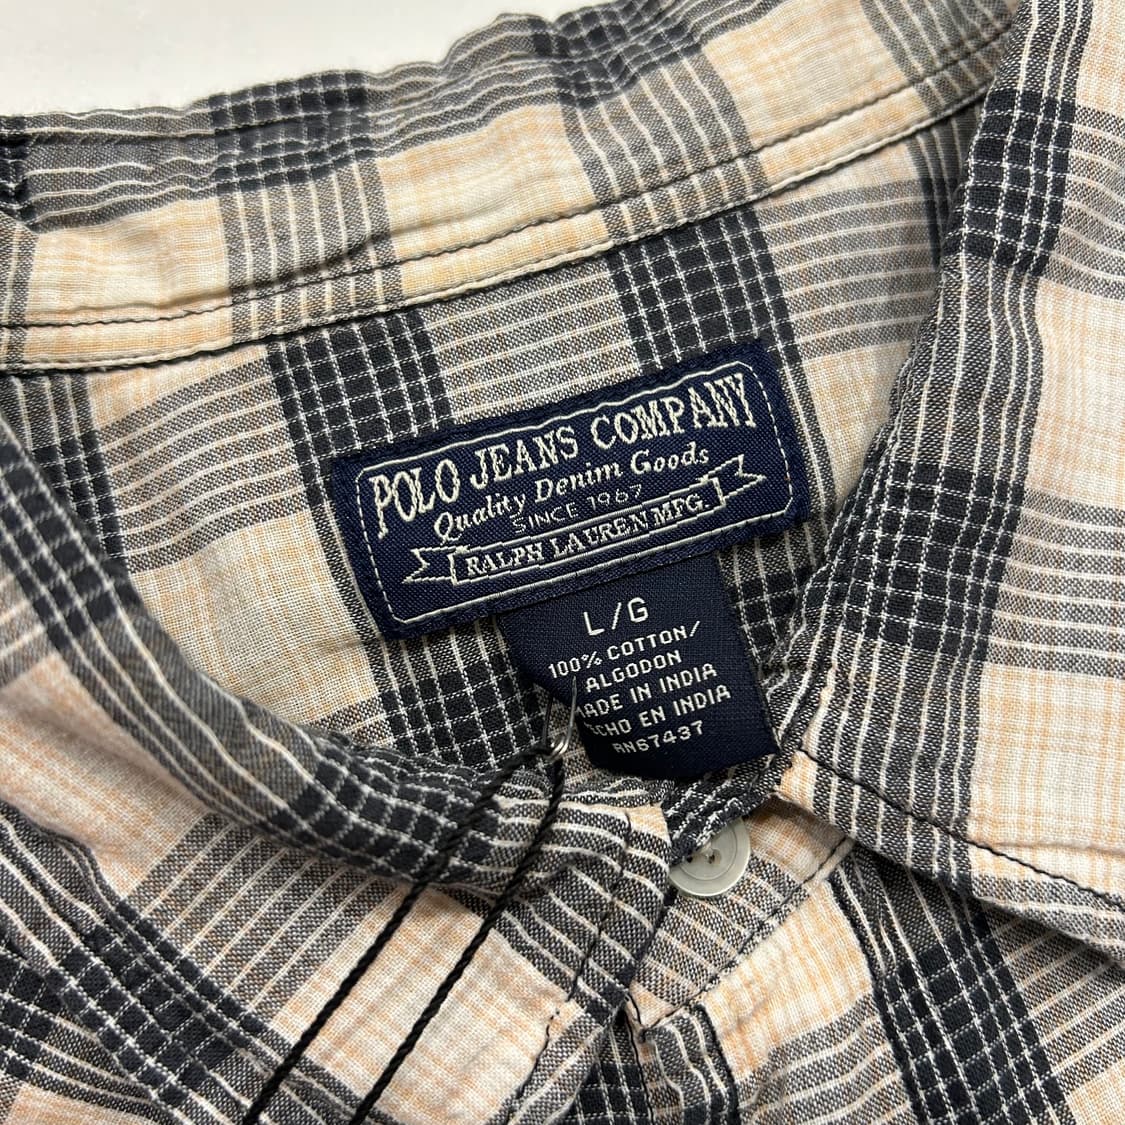 POLO JEANS COMPANY
Quality Denim Goods
SINCE 1967
RALPH LAUREN MFG.
L/G
100% COTTON/
ALGODON
MADE IN INDIA
ECHO EN INDIA
RN67437